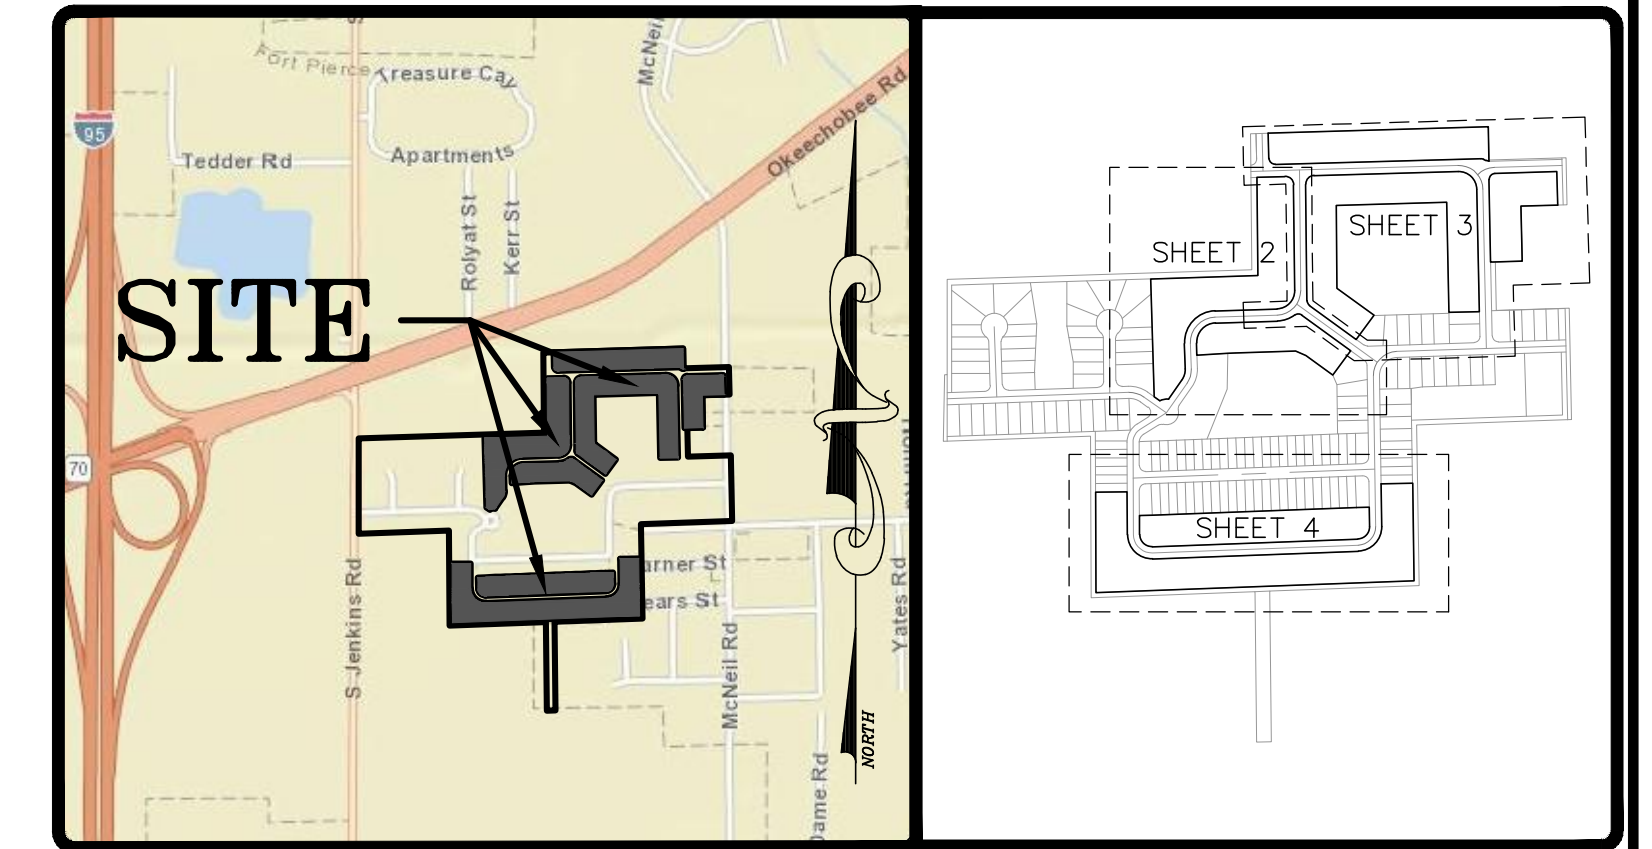 Fort Pierce
Treasure Cay
McNeil
Okeechobee Rd
95
Tedder Rd
Apartments
Rolyat St
Kerr St
SITE
70
S Jenkins Rd
McNeil Rd
Yates Rd
Dame Rd
NORTH
SHEET 2
SHEET 3
SHEET 4